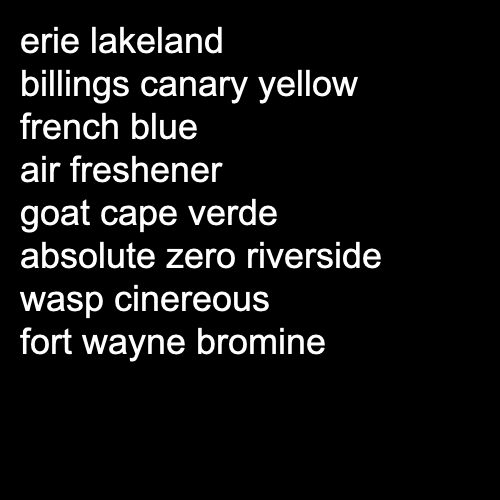 erie lakeland
billings canary yellow
french blue
air freshener
goat cape verde
absolute zero riverside
wasp cinereous
fort wayne bromine